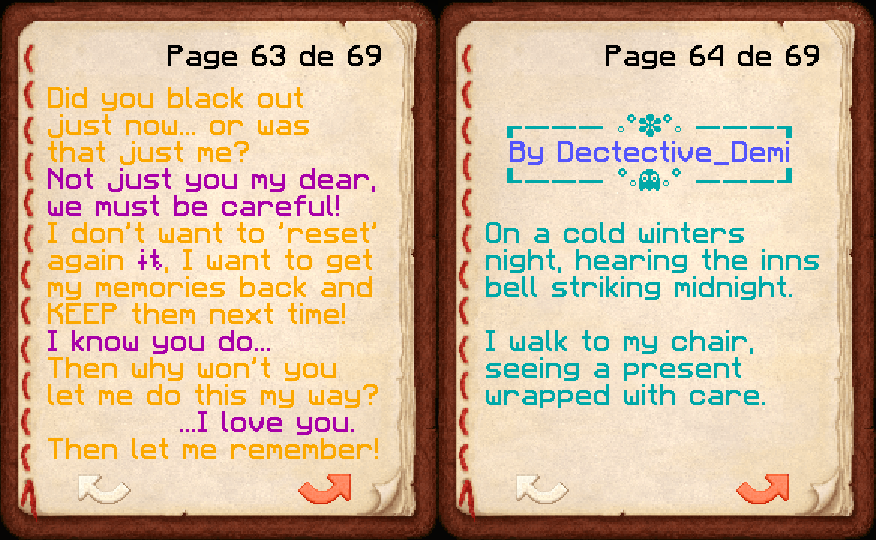 Page 63 de 69
Did you black out
just now... or was
that just me?
Not just you my dear,
we must be careful!
I don't want to 'reset'
again it, I want to get
my memories back and
KEEP them next time!
I know you do...
Then why won't you
let me do this my way?
...I love you.
Then let me remember!
Page 64 de 69
By Dectective_Demi
On a cold winters
night, hearing the inns
bell striking midnight.
I walk to my chair,
seeing a present
wrapped with care.